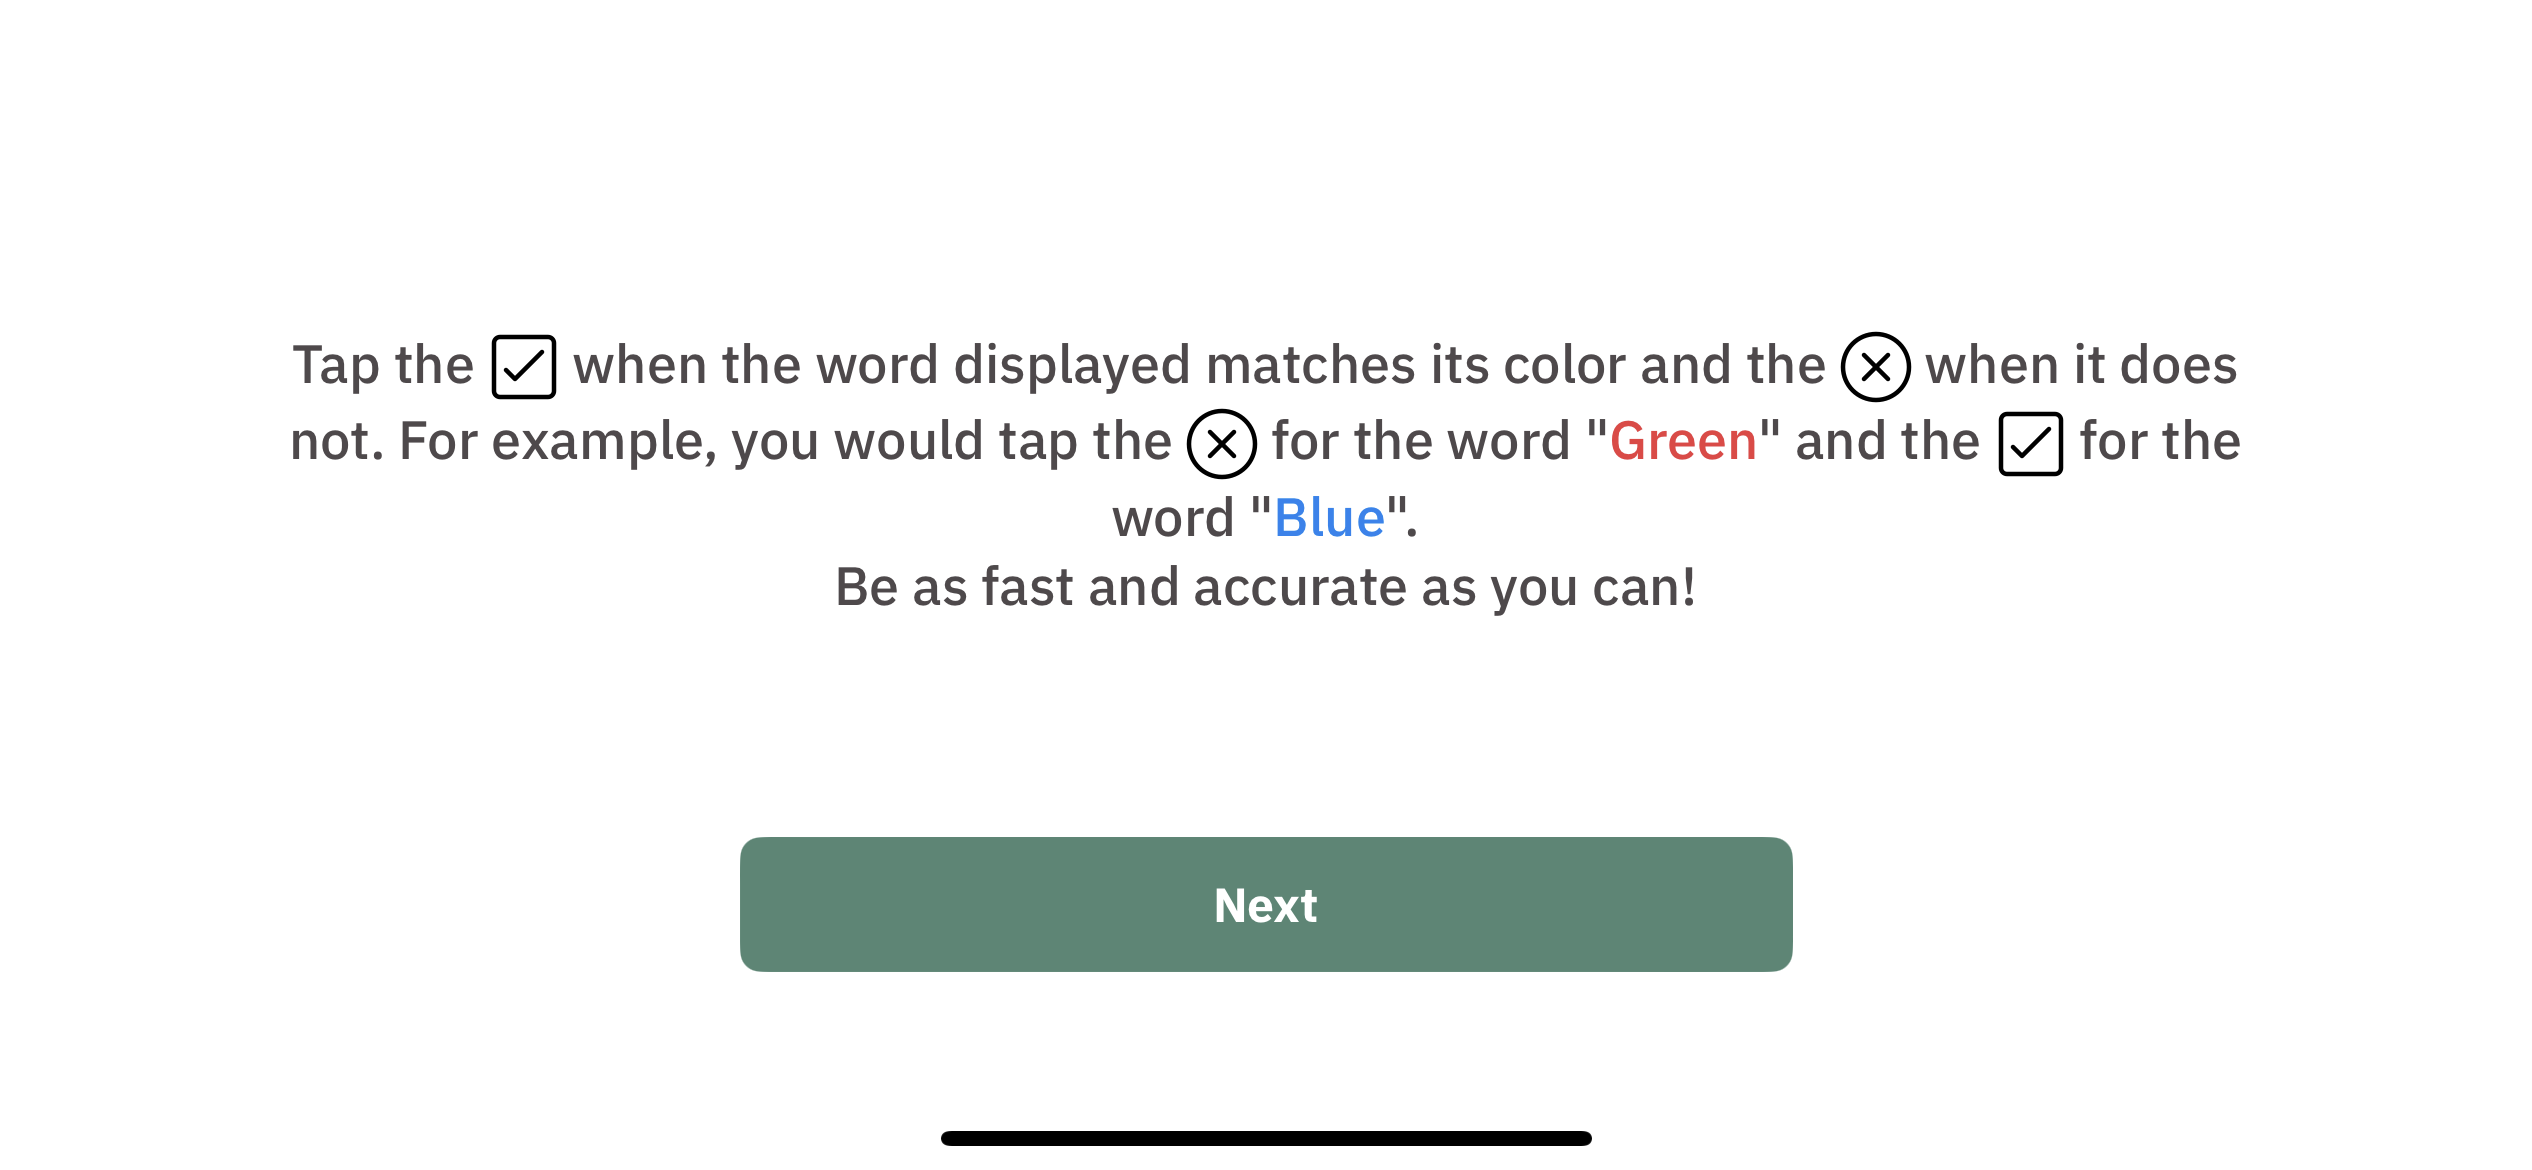 Tap the ☑ when the word displayed matches its color and the ⊗ when it does
not. For example, you would tap the ⊗ for the word "Green" and the ☑ for the
word "Blue".
Be as fast and accurate as you can!
Next